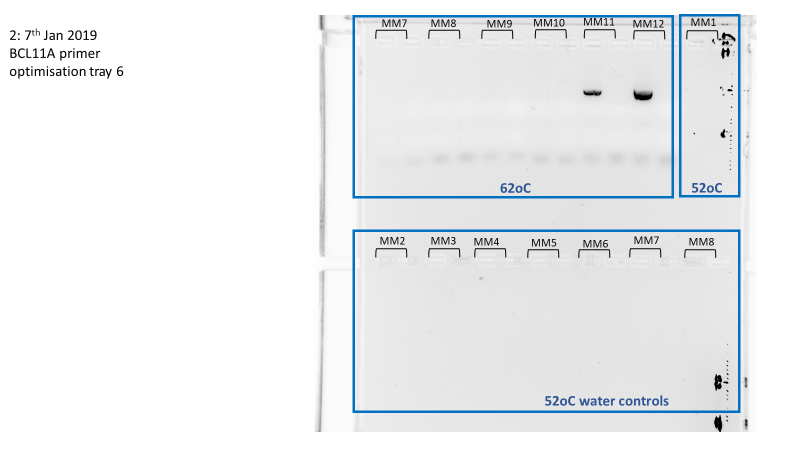 2: 7th Jan 2019
BCL11A primer
optimisation tray 6
MM7 MM8 MM9 MM10 MM11 MM12 MM1
62oC 52oC
MM2 MM3 MM4 MM5 MM6 MM7 MM8
52oC water controls